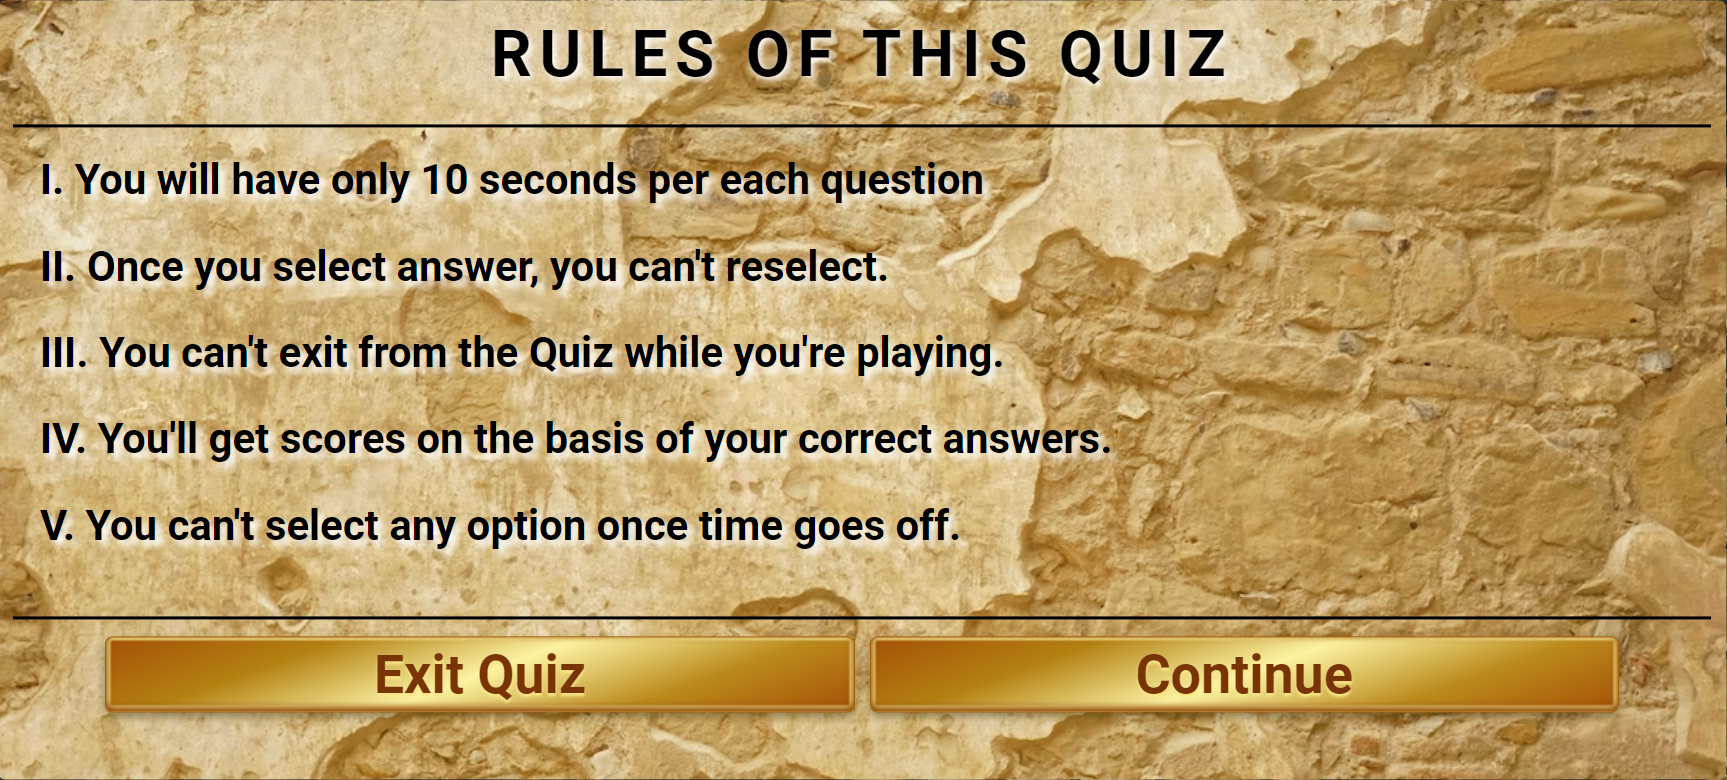 RULES OF THIS QUIZ
I. You will have only 10 seconds per each question
II. Once you select answer, you can't reselect.
III. You can't exit from the Quiz while you're playing.
IV. You'll get scores on the basis of your correct answers.
V. You can't select any option once time goes off.
Exit Quiz
Continue